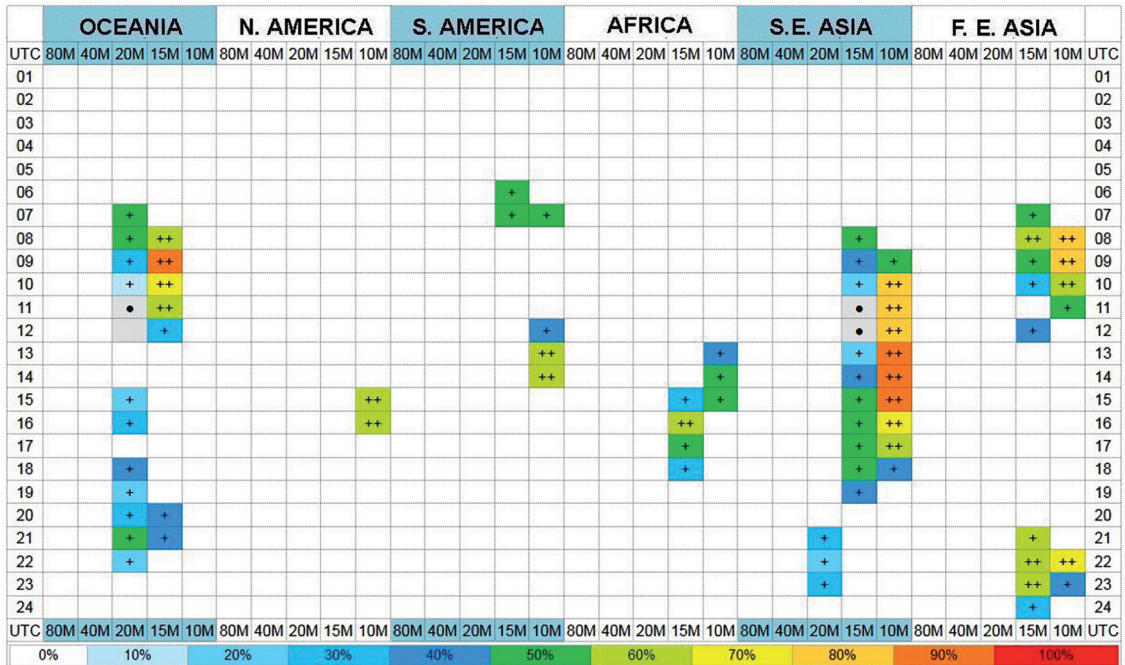 OCEANIA N. AMERICA S. AMERICA AFRICA S.E. ASIA F. E. ASIA
UTC 80M 40M 20M 15M 10M 80M 40M 20M 15M 10M 80M 40M 20M 15M 10M 80M 40M 20M 15M 10M 80M 40M 20M 15M 10M 80M 40M 20M 15M 10M UTC
01 01
02 02
03 03
04 04
05 05
06 + 06
07 + + + + 07
08 + ++ + ++ ++ 08
09 + ++ + + + ++ 09
10 + ++ + ++ + ++ 10
11 ● ++ ● ++ + 11
12 + + ● ++ + 12
13 ++ + + ++ 13
14 ++ + + ++ 14
15 + ++ + + + ++ 15
16 + ++ ++ + ++ 16
17 + + ++ 17
18 + + + + 18
19 + + 19
20 + + 20
21 + + + + 21
22 + + ++ ++ 22
23 + ++ + 23
24 + 24
UTC 80M 40M 20M 15M 10M 80M 40M 20M 15M 10M 80M 40M 20M 15M 10M 80M 40M 20M 15M 10M 80M 40M 20M 15M 10M 80M 40M 20M 15M 10M UTC
0% 10% 20% 30% 40% 50% 60% 70% 80% 90% 100%